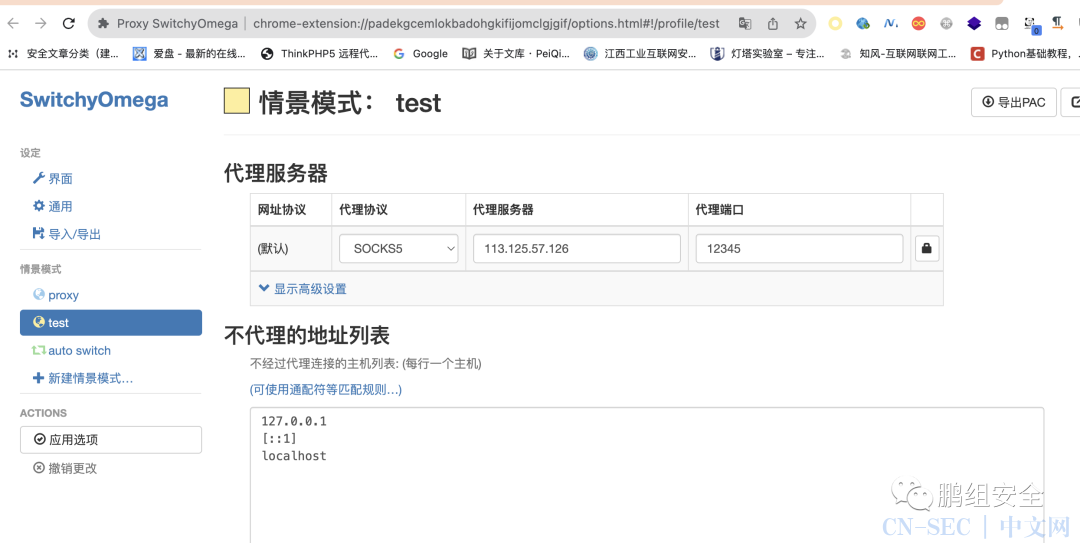 Proxy SwitchyOmega | chrome-extension://padekgcemlokbadohgkifijomclgjgif/options.html#!/profile/test
安全文章分类（建... 爱盘 - 最新的在线... ThinkPHP5 远程代... Google 关于文库 · PeiQi... 江西工业互联网安... 灯塔实验室 – 专注... 知风-互联网联网工... Python基础教程，
SwitchyOmega
情景模式： test
导出PAC
设定
界面
通用
导入/导出
情景模式
proxy
test
auto switch
新建情景模式…
ACTIONS
应用选项
撤销更改
代理服务器
网址协议 代理协议 代理服务器 代理端口
(默认) SOCKS5 113.125.57.126 12345
显示高级设置
不代理的地址列表
不经过代理连接的主机列表: (每行一个主机)
(可使用通配符等匹配规则…)
127.0.0.1
[::1]
localhost
鹏组安全
CN-SEC | 中文网